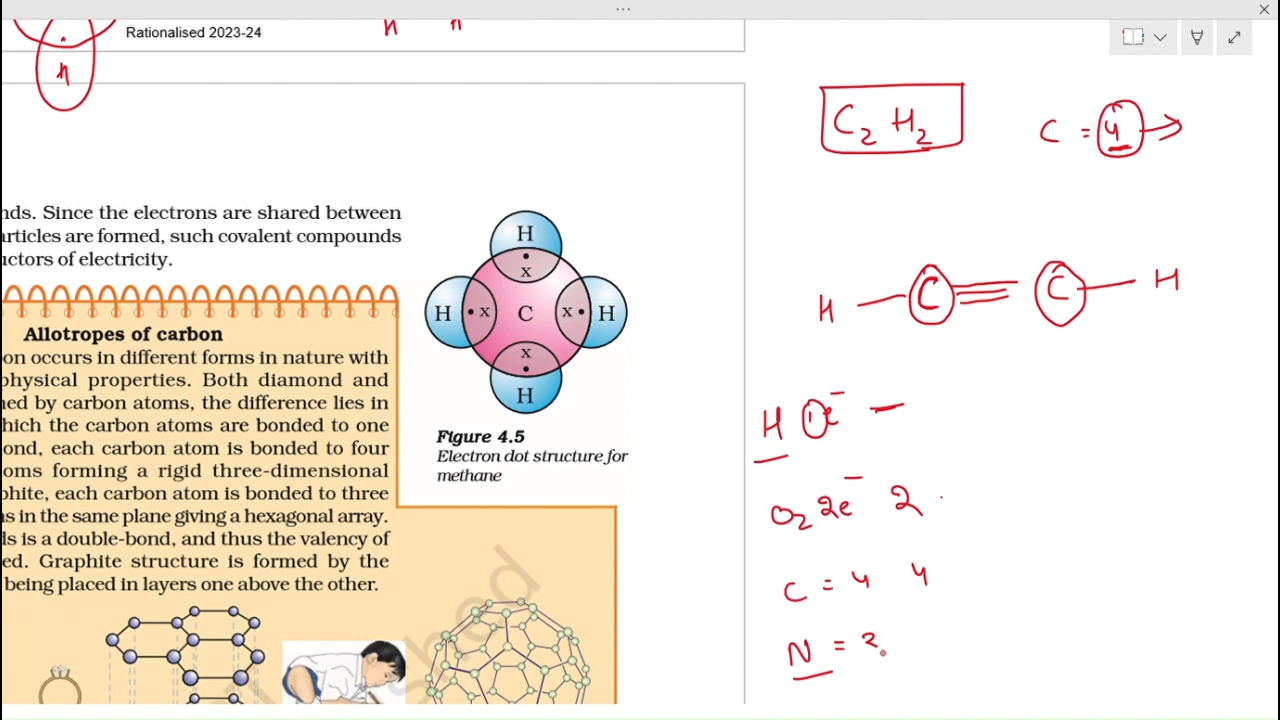 Rationalised 2023-24
n n
n
C2 H2
C = 4 →
nds. Since the electrons are shared between
articles are formed, such covalent compounds
uctors of electricity.
Allotropes of carbon
on occurs in different forms in nature with
physical properties. Both diamond and
ned by carbon atoms, the difference lies in
hich the carbon atoms are bonded to one
ond, each carbon atom is bonded to four
oms forming a rigid three-dimensional
phite, each carbon atom is bonded to three
ns in the same plane giving a hexagonal array.
ds is a double-bond, and thus the valency of
ed. Graphite structure is formed by the
being placed in layers one above the other.
H
H • x C x • H
x
x
H
Figure 4.5
Electron dot structure for
methane
H — C ≡ C — H
H 1e⁻ —
O2 2e⁻ 2
C = 4 4
N = 3
shed